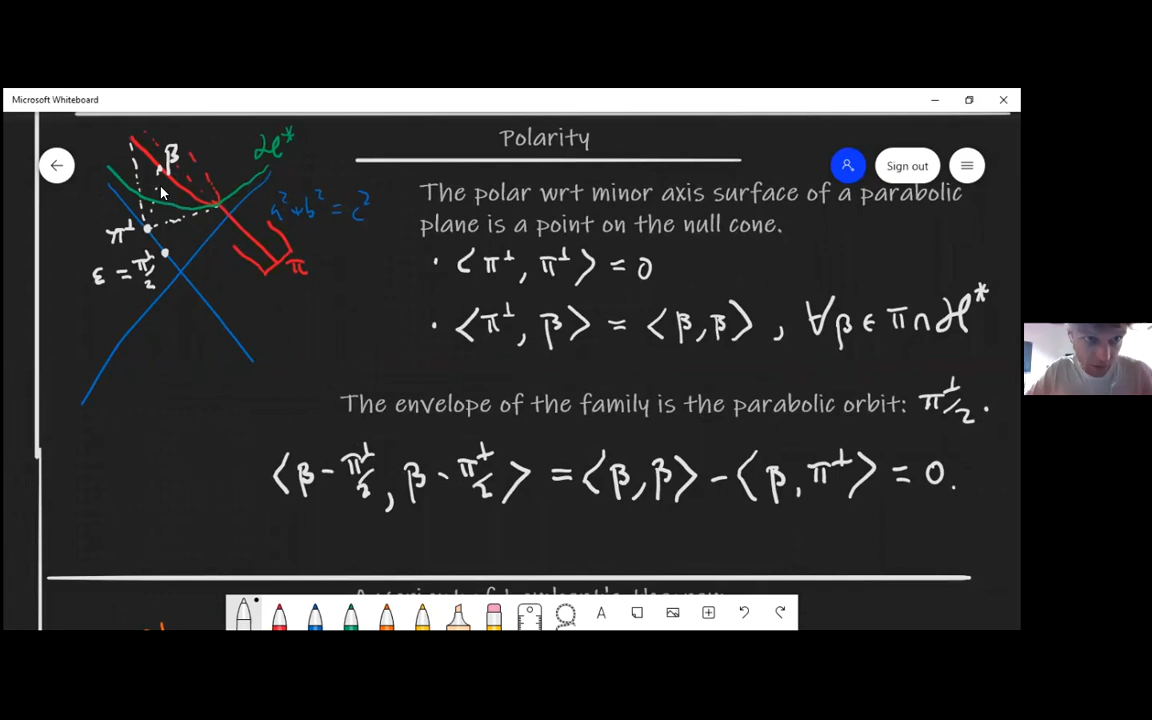 Microsoft Whiteboard
Polarity
Sign out
β
ℋ*
The polar wrt minor axis surface of a parabolic
plane is a point on the null cone.
a² + b² = c²
π⊥
ε = π⊥/2
π
· ⟨π⊥, π⊥⟩ = 0
· ⟨π⊥, β⟩ = ⟨β, β⟩, ∀β ∈ π∩ℋ*
The envelope of the family is the parabolic orbit: π⊥/2.
⟨β - π⊥/2, β - π⊥/2⟩ = ⟨β, β⟩ - ⟨β, π⊥⟩ = 0.